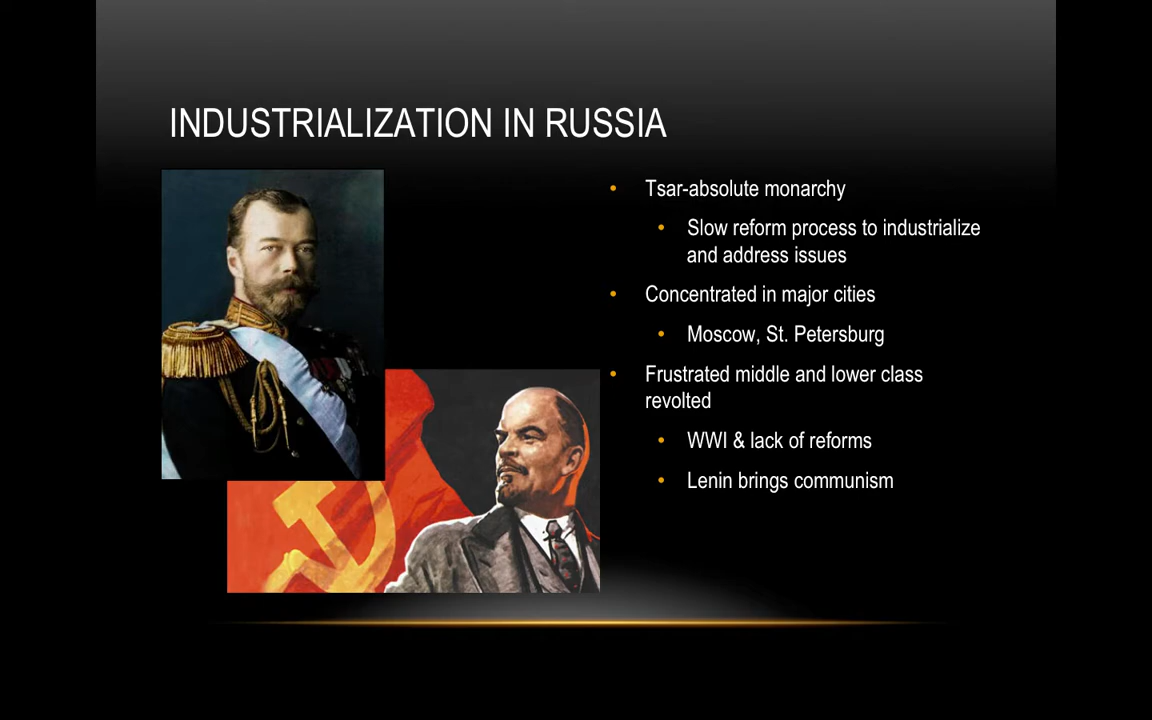 INDUSTRIALIZATION IN RUSSIA
• Tsar-absolute monarchy
• Slow reform process to industrialize
and address issues
• Concentrated in major cities
• Moscow, St. Petersburg
• Frustrated middle and lower class
revolted
• WWI & lack of reforms
• Lenin brings communism